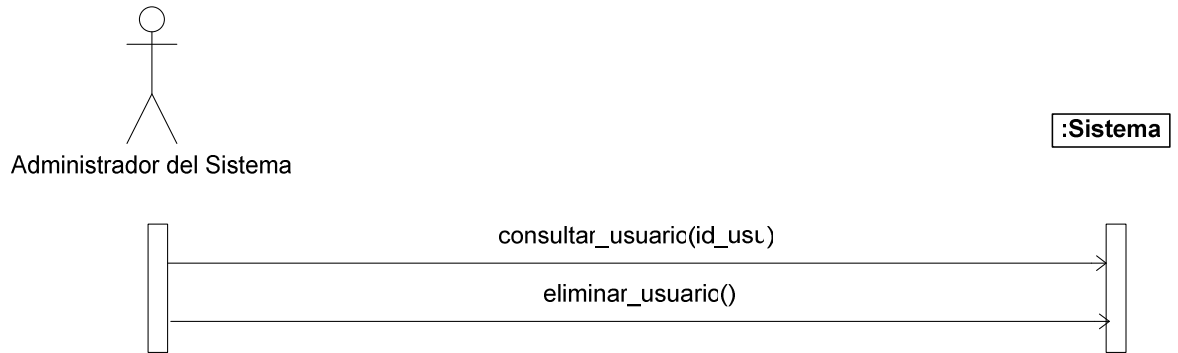 :Sistema
Administrador del Sistema
consultar_usuario(id_usu)
eliminar_usuario()